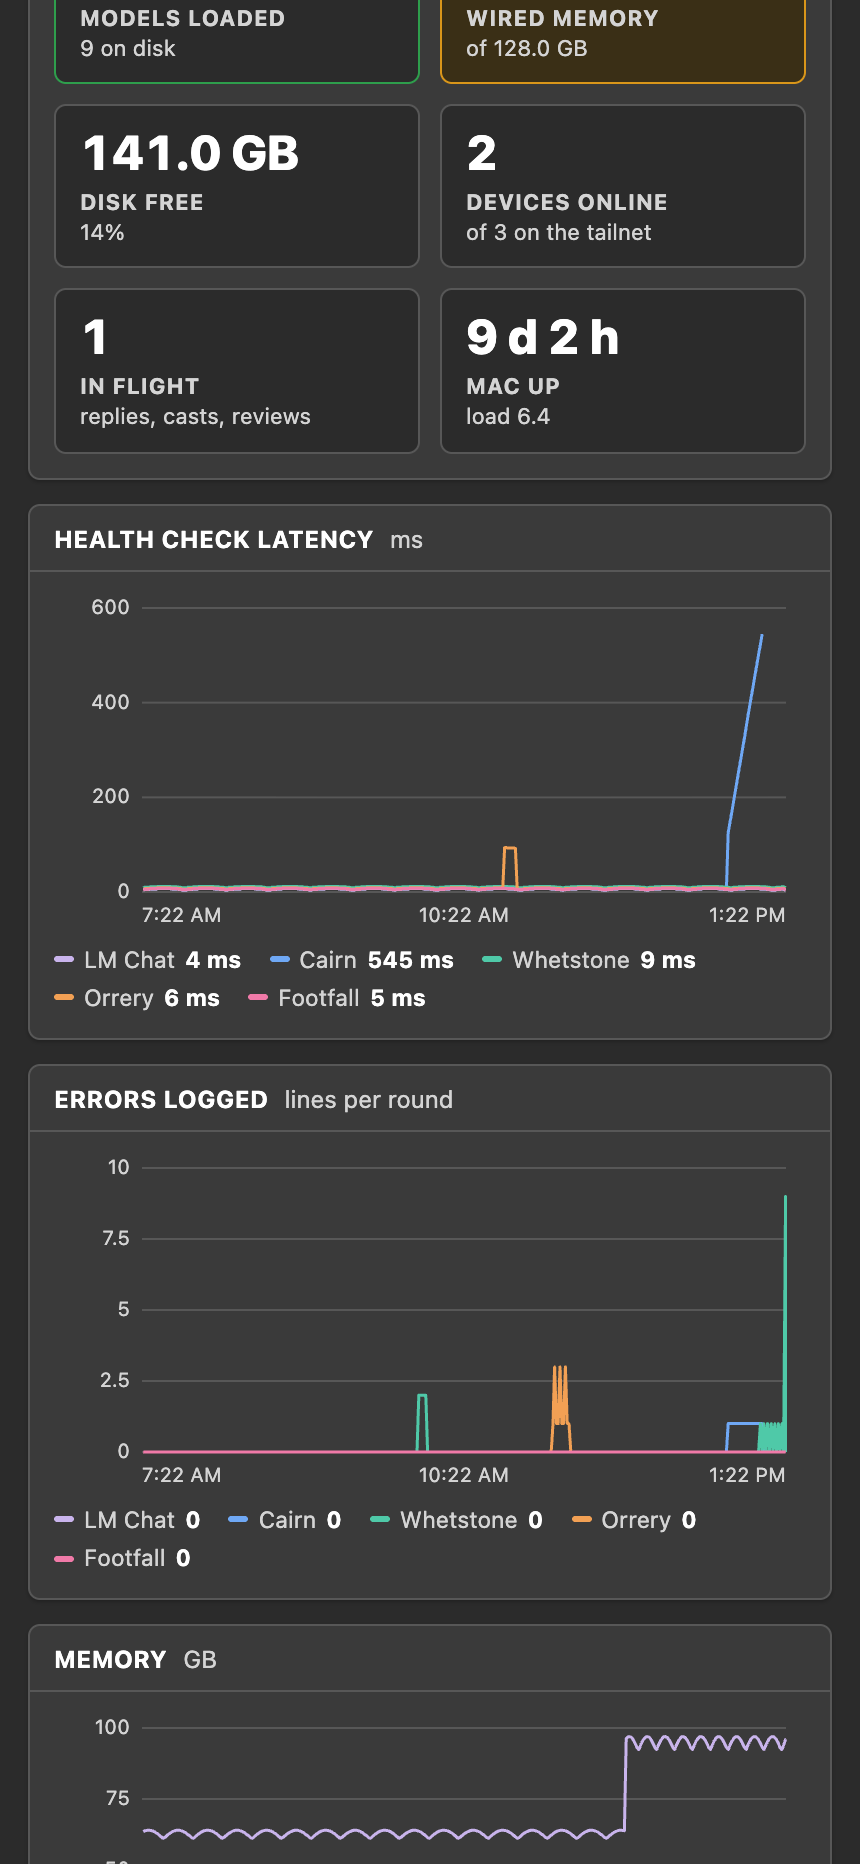 MODELS LOADED
9 on disk
WIRED MEMORY
of 128.0 GB
141.0 GB
DISK FREE
14%
2
DEVICES ONLINE
of 3 on the tailnet
1
IN FLIGHT
replies, casts, reviews
9 d 2 h
MAC UP
load 6.4
HEALTH CHECK LATENCY ms
600
400
200
0
7:22 AM 10:22 AM 1:22 PM
LM Chat 4 ms Cairn 545 ms Whetstone 9 ms
Orrery 6 ms Footfall 5 ms
ERRORS LOGGED lines per round
10
7.5
5
2.5
0
7:22 AM 10:22 AM 1:22 PM
LM Chat 0 Cairn 0 Whetstone 0 Orrery 0
Footfall 0
MEMORY GB
100
75